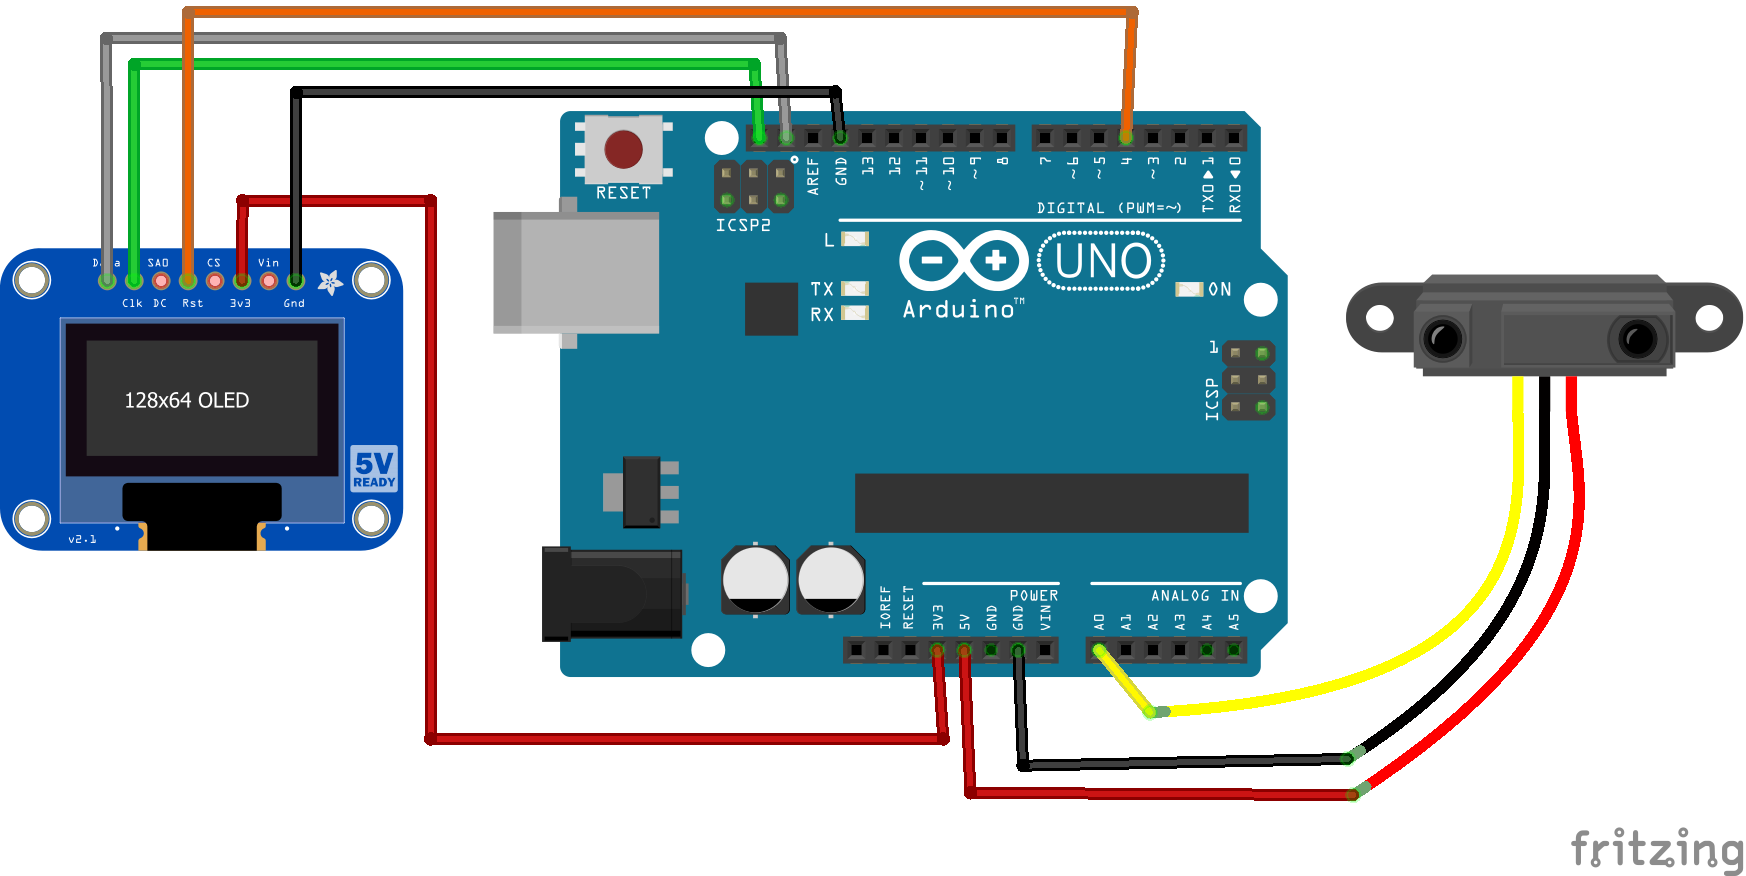 RESET
ICSP2
AREF
GND
13
12
~11
~10
~9
8
7
~6
~5
4
~3
2
TX0▶1
RX0◀0
DIGITAL (PWM=~)
L
TX
RX
UNO
Arduino™
ON
1
ICSP
Data SA0 CS Vin
Clk DC Rst 3v3 Gnd
128x64 OLED
5V
READY
v2.1
IOREF
RESET
3V3
5V
GND
GND
VIN
POWER
ANALOG IN
A0
A1
A2
A3
A4
A5
fritzing